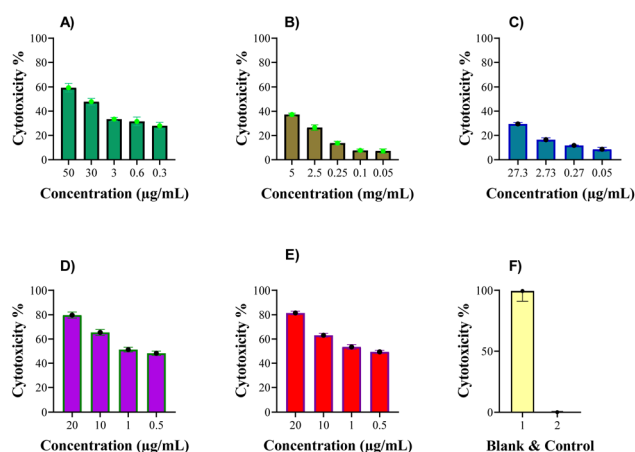 A)
Cytotoxicity %
100
80
60
40
20
0
50 30 3 0.6 0.3
Concentration (µg/mL)
B)
Cytotoxicity %
100
80
60
40
20
0
5 2.5 0.25 0.1 0.05
Concentration (mg/mL)
C)
Cytotoxicity %
100
80
60
40
20
0
27.3 2.73 0.27 0.05
Concentration (µg/mL)
D)
Cytotoxicity %
100
80
60
40
20
0
20 10 1 0.5
Concentration (µg/mL)
E)
Cytotoxicity %
100
80
60
40
20
0
20 10 1 0.5
Concentration (µg/mL)
F)
Cytotoxicity %
100
50
0
1 2
Blank & Control